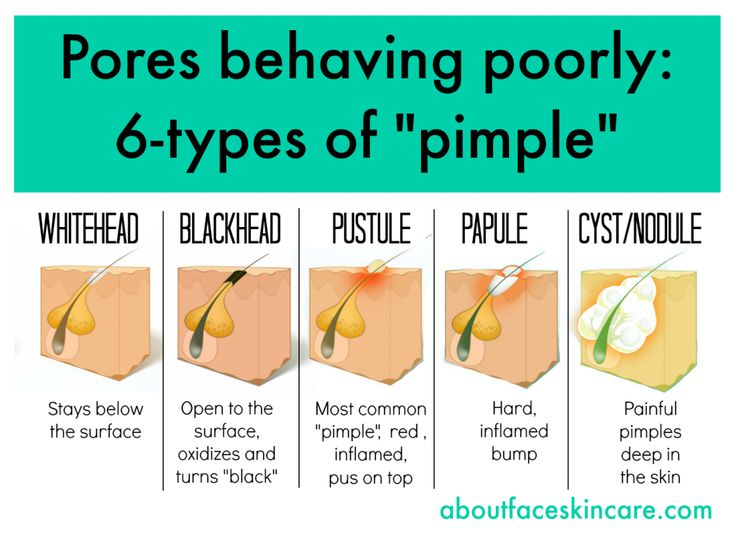 Pores behaving poorly:
6-types of "pimple"
WHITEHEAD
BLACKHEAD
PUSTULE
PAPULE
CYST/NODULE
Stays below
the surface
Open to the
surface,
oxidizes and
turns "black"
Most common
"pimple", red ,
inflamed,
pus on top
Hard,
inflamed
bump
Painful
pimples
deep in
the skin
aboutfaceskincare.com